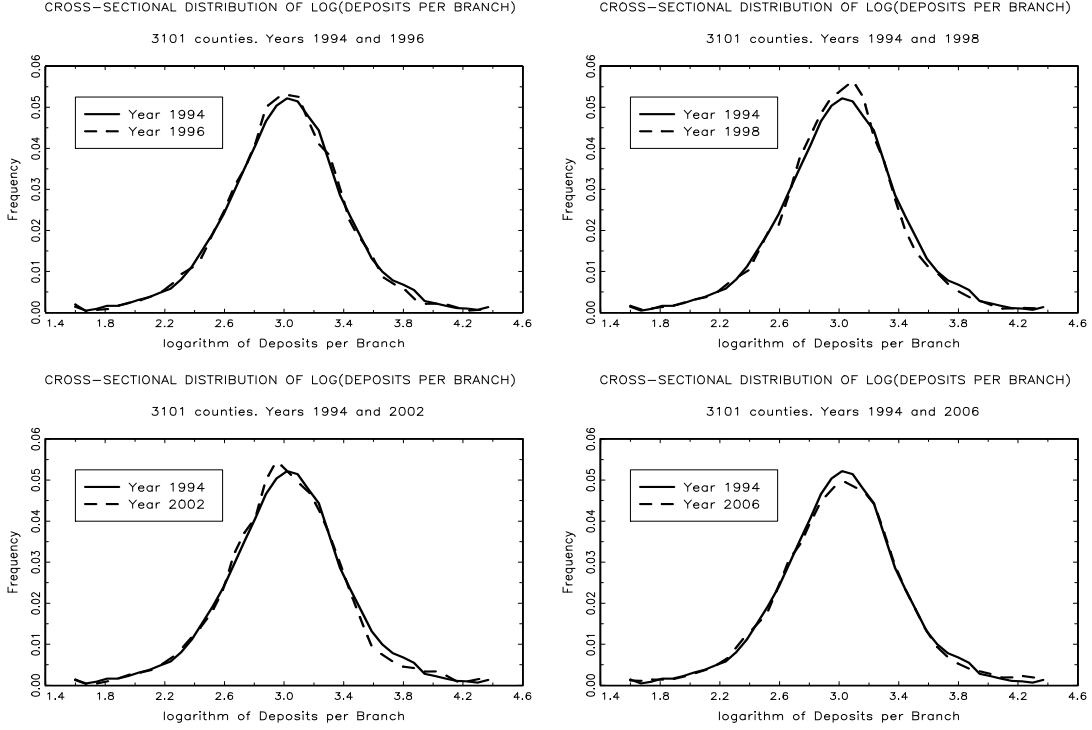 CROSS-SECTIONAL DISTRIBUTION OF LOG(DEPOSITS PER BRANCH)
3101 counties. Years 1994 and 1996
Frequency
0.00 0.01 0.02 0.03 0.04 0.05 0.06
Year 1994
Year 1996
1.4 1.8 2.2 2.6 3.0 3.4 3.8 4.2 4.6
logarithm of Deposits per Branch
CROSS-SECTIONAL DISTRIBUTION OF LOG(DEPOSITS PER BRANCH)
3101 counties. Years 1994 and 1998
Frequency
0.00 0.01 0.02 0.03 0.04 0.05 0.06
Year 1994
Year 1998
1.4 1.8 2.2 2.6 3.0 3.4 3.8 4.2 4.6
logarithm of Deposits per Branch
CROSS-SECTIONAL DISTRIBUTION OF LOG(DEPOSITS PER BRANCH)
3101 counties. Years 1994 and 2002
Frequency
0.00 0.01 0.02 0.03 0.04 0.05 0.06
Year 1994
Year 2002
1.4 1.8 2.2 2.6 3.0 3.4 3.8 4.2 4.6
logarithm of Deposits per Branch
CROSS-SECTIONAL DISTRIBUTION OF LOG(DEPOSITS PER BRANCH)
3101 counties. Years 1994 and 2006
Frequency
0.00 0.01 0.02 0.03 0.04 0.05 0.06
Year 1994
Year 2006
1.4 1.8 2.2 2.6 3.0 3.4 3.8 4.2 4.6
logarithm of Deposits per Branch